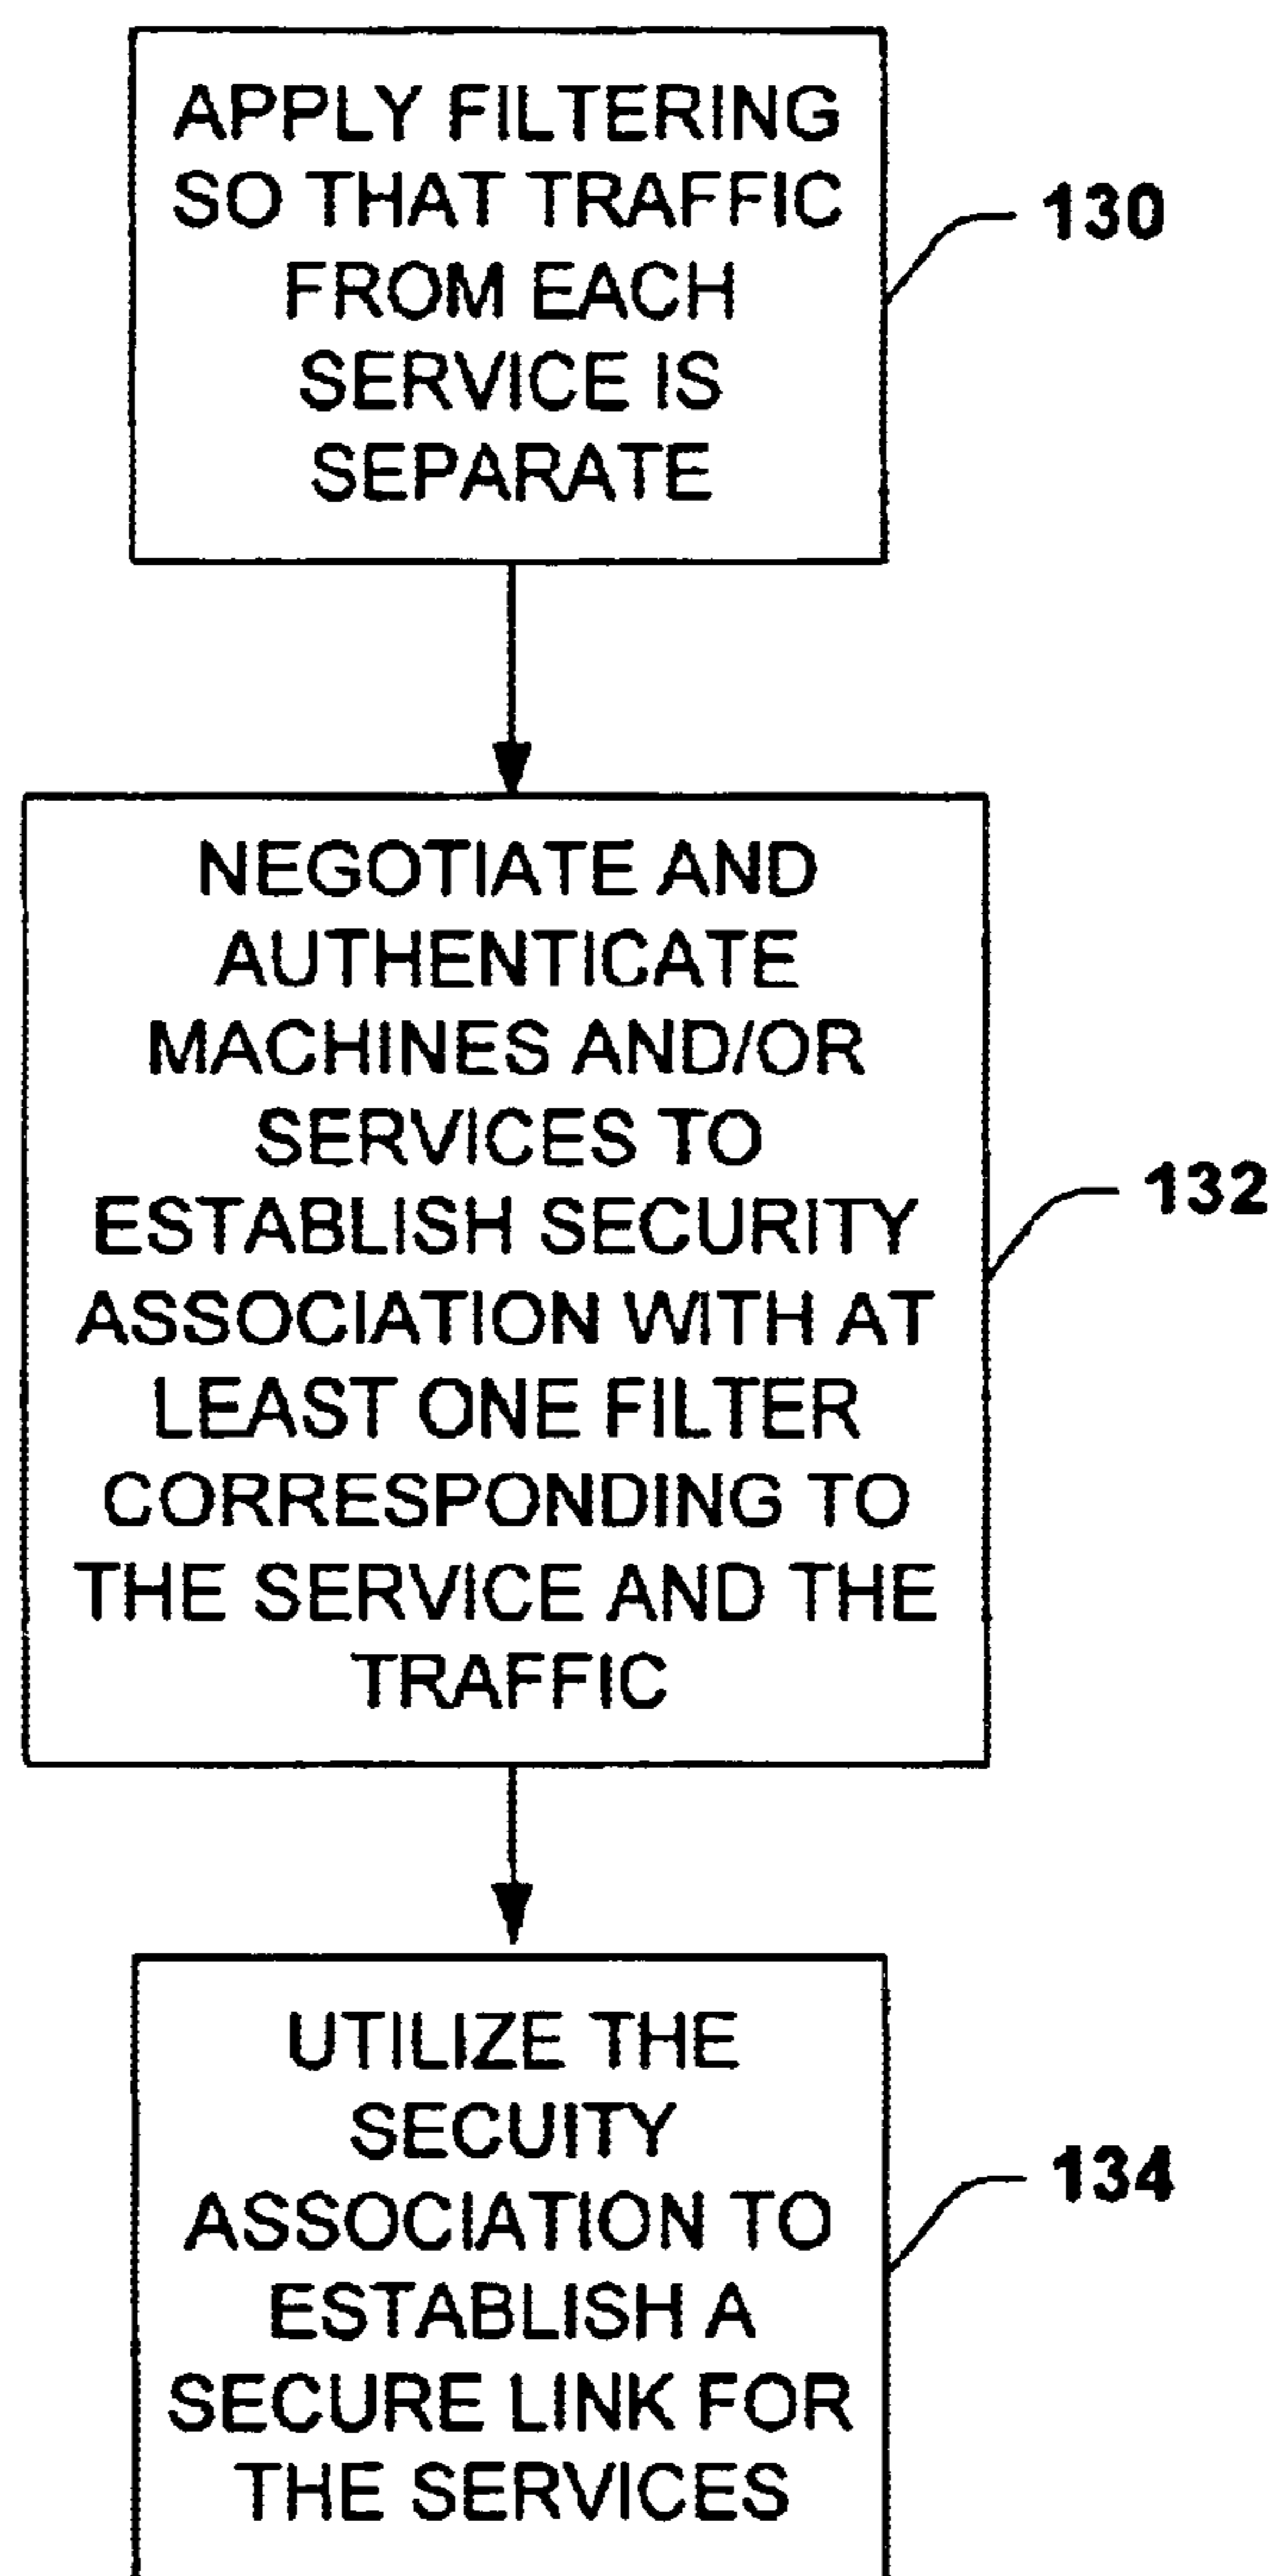 APPLY FILTERING
SO THAT TRAFFIC
FROM EACH
SERVICE IS
SEPARATE
130
NEGOTIATE AND
AUTHENTICATE
MACHINES AND/OR
SERVICES TO
ESTABLISH SECURITY
ASSOCIATION WITH AT
LEAST ONE FILTER
CORRESPONDING TO
THE SERVICE AND THE
TRAFFIC
132
UTILIZE THE
SECUITY
ASSOCIATION TO
ESTABLISH A
SECURE LINK FOR
THE SERVICES
134